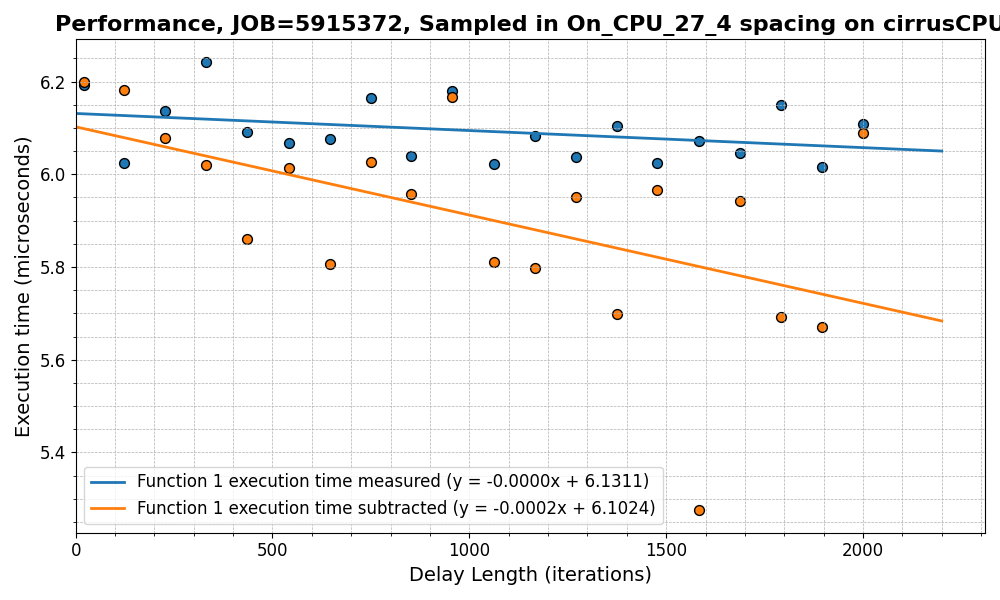 Performance, JOB=5915372, Sampled in On_CPU_27_4 spacing on cirrusCPU
Execution time (microseconds)
6.2
6.0
5.8
5.6
5.4
Function 1 execution time measured (y = -0.0000x + 6.1311)
Function 1 execution time subtracted (y = -0.0002x + 6.1024)
0
500
1000
1500
2000
Delay Length (iterations)